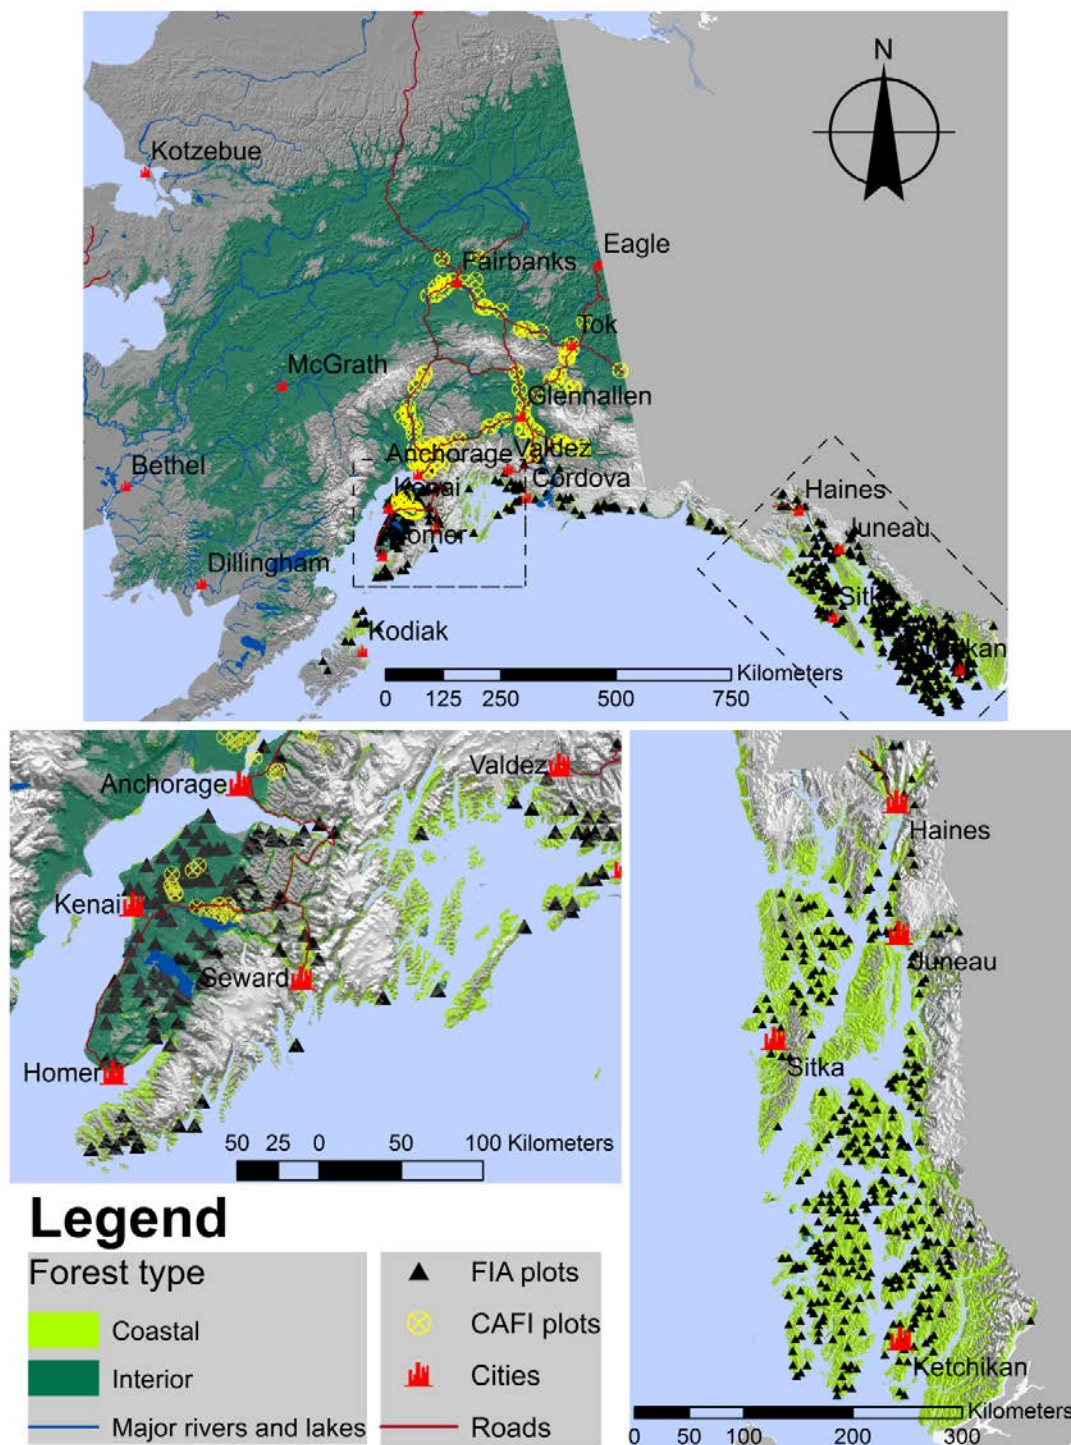 N
Kotzebue
Eagle
Fairbanks
Tok
McGrath
Glennallen
Anchorage
Valdez
Bethel
Cordova
Kenai
Haines
Juneau
Homer
Dillingham
Sitka
Kodiak
Ketchikan
Kilometers
0 125 250 500 750
Valdez
Anchorage
Haines
Kenai
Juneau
Seward
Sitka
Homer
50 25 0 50 100 Kilometers
Ketchikan
Kilometers
0 50 100 200 300
Legend
Forest type
Coastal
Interior
Major rivers and lakes
FIA plots
CAFI plots
Cities
Roads